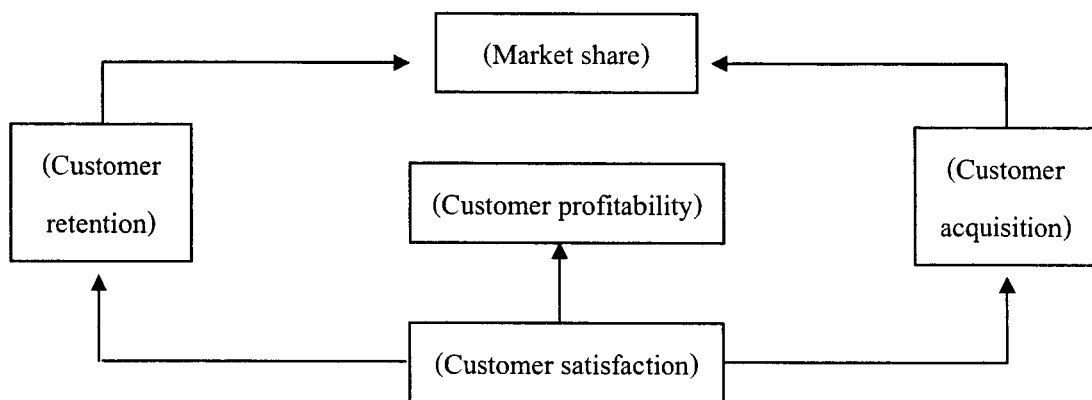 (Market share)
(Customer
retention)
(Customer profitability)
(Customer
acquisition)
(Customer satisfaction)